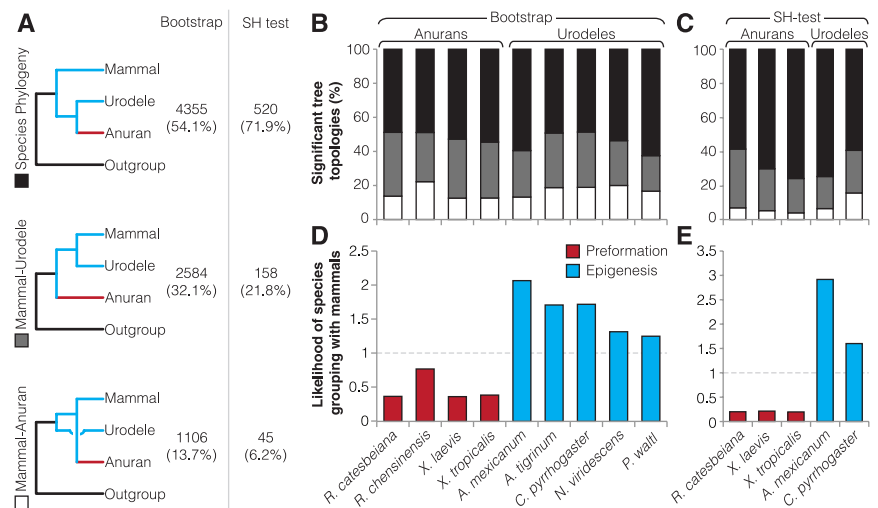 A
Bootstrap
SH test
Species Phylogeny
Mammal
Urodele
Anuran
Outgroup
4355
(54.1%)
520
(71.9%)
Mammal-Urodele
Mammal
Urodele
Anuran
Outgroup
2584
(32.1%)
158
(21.8%)
Mammal-Anuran
Mammal
Urodele
Anuran
Outgroup
1106
(13.7%)
45
(6.2%)
B
Bootstrap
Anurans
Urodeles
Significant tree
topologies (%)
100
80
60
40
20
0
C
SH-test
Anurans
Urodeles
100
80
60
40
20
0
D
Preformation
Epigenesis
Likelihood of species
grouping with mammals
2.5
2
1.5
1
0.5
0
R. catesbeiana
R. chensinensis
X. laevis
X. tropicalis
A. mexicanum
A. tigrinum
C. pyrrhogaster
N. viridescens
P. waltl
E
3.5
3
2.5
2
1.5
1
0.5
0
R. catesbeiana
X. laevis
X. tropicalis
A. mexicanum
C. pyrrhogaster